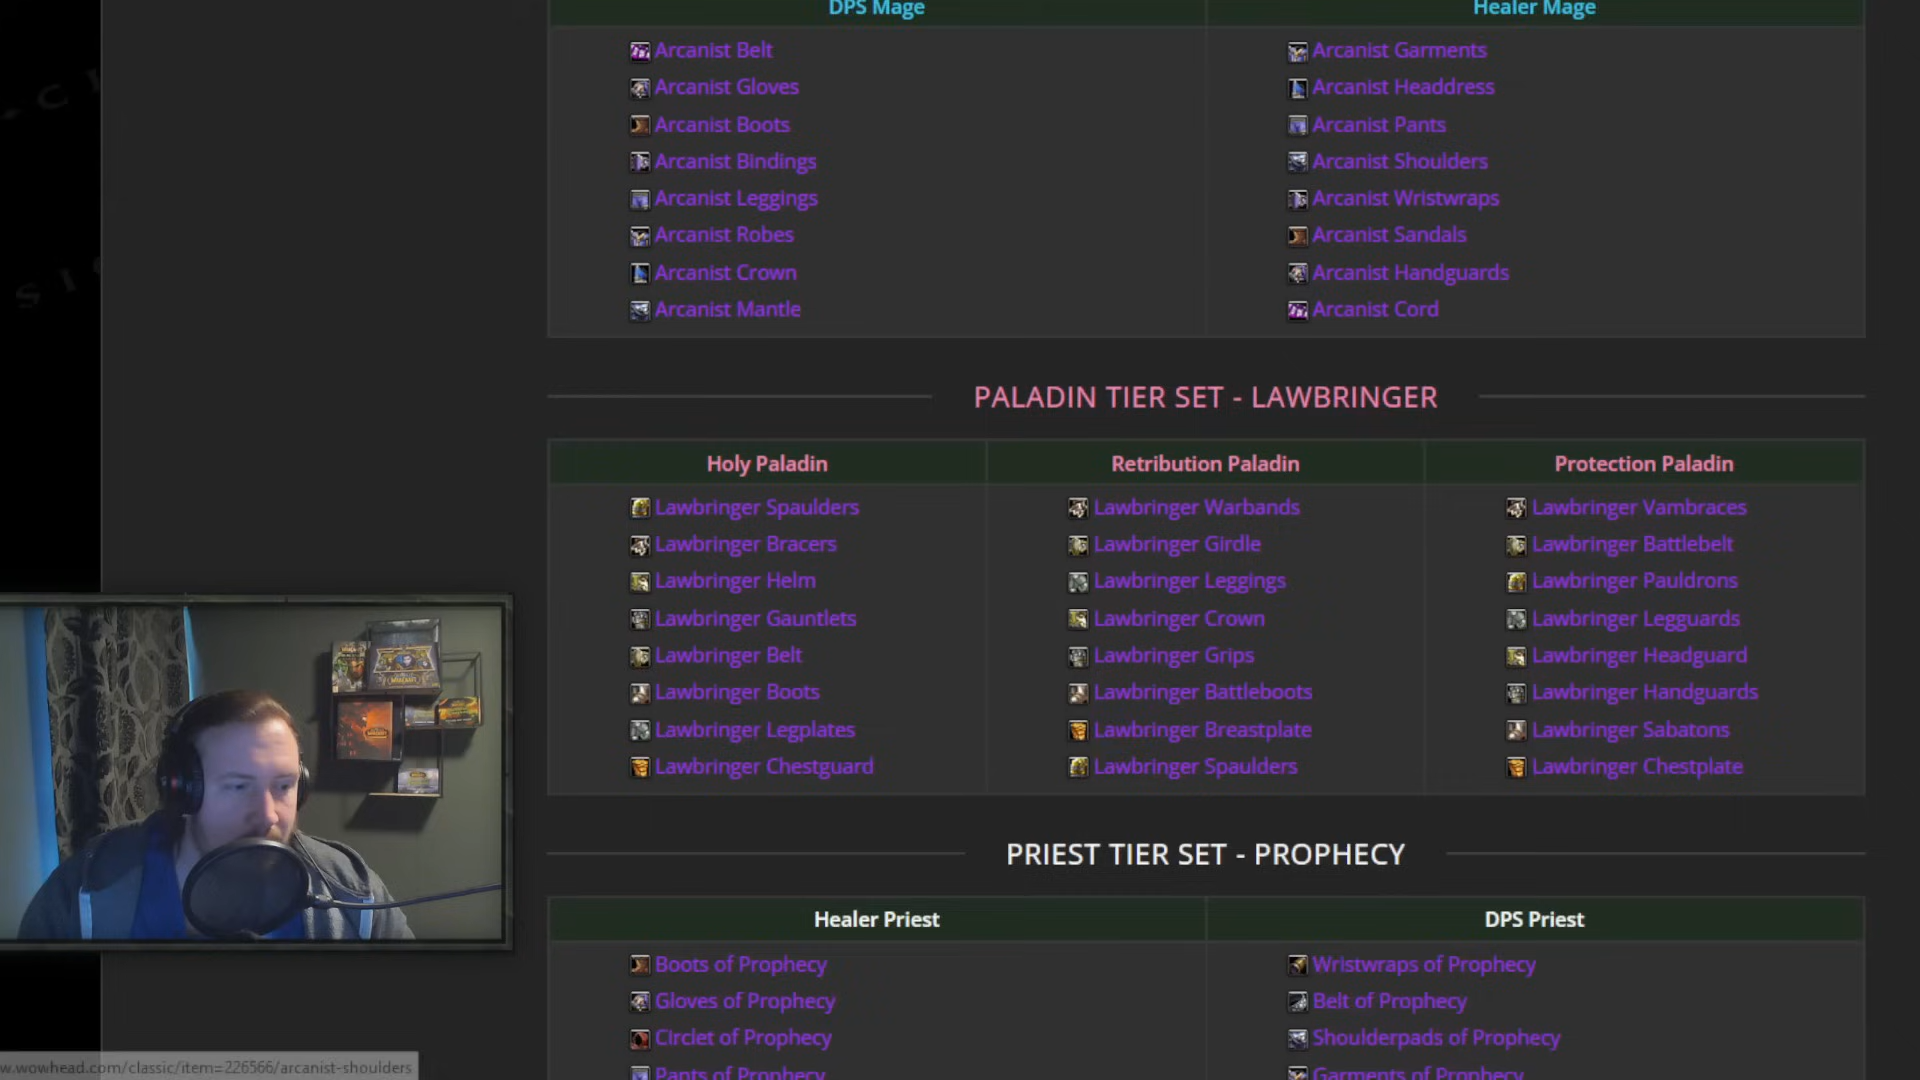 DPS Mage
Healer Mage
Arcanist Belt
Arcanist Gloves
Arcanist Boots
Arcanist Bindings
Arcanist Leggings
Arcanist Robes
Arcanist Crown
Arcanist Mantle
Arcanist Garments
Arcanist Headdress
Arcanist Pants
Arcanist Shoulders
Arcanist Wristwraps
Arcanist Sandals
Arcanist Handguards
Arcanist Cord
PALADIN TIER SET - LAWBRINGER
Holy Paladin
Retribution Paladin
Protection Paladin
Lawbringer Spaulders
Lawbringer Bracers
Lawbringer Helm
Lawbringer Gauntlets
Lawbringer Belt
Lawbringer Boots
Lawbringer Legplates
Lawbringer Chestguard
Lawbringer Warbands
Lawbringer Girdle
Lawbringer Leggings
Lawbringer Crown
Lawbringer Grips
Lawbringer Battleboots
Lawbringer Breastplate
Lawbringer Spaulders
Lawbringer Vambraces
Lawbringer Battlebelt
Lawbringer Pauldrons
Lawbringer Legguards
Lawbringer Headguard
Lawbringer Handguards
Lawbringer Sabatons
Lawbringer Chestplate
PRIEST TIER SET - PROPHECY
Healer Priest
DPS Priest
Boots of Prophecy
Gloves of Prophecy
Circlet of Prophecy
Pants of Prophecy
Wristwraps of Prophecy
Belt of Prophecy
Shoulderpads of Prophecy
Garments of Prophecy
w.wowhead.com/classic/item=226566/arcanist-shoulders